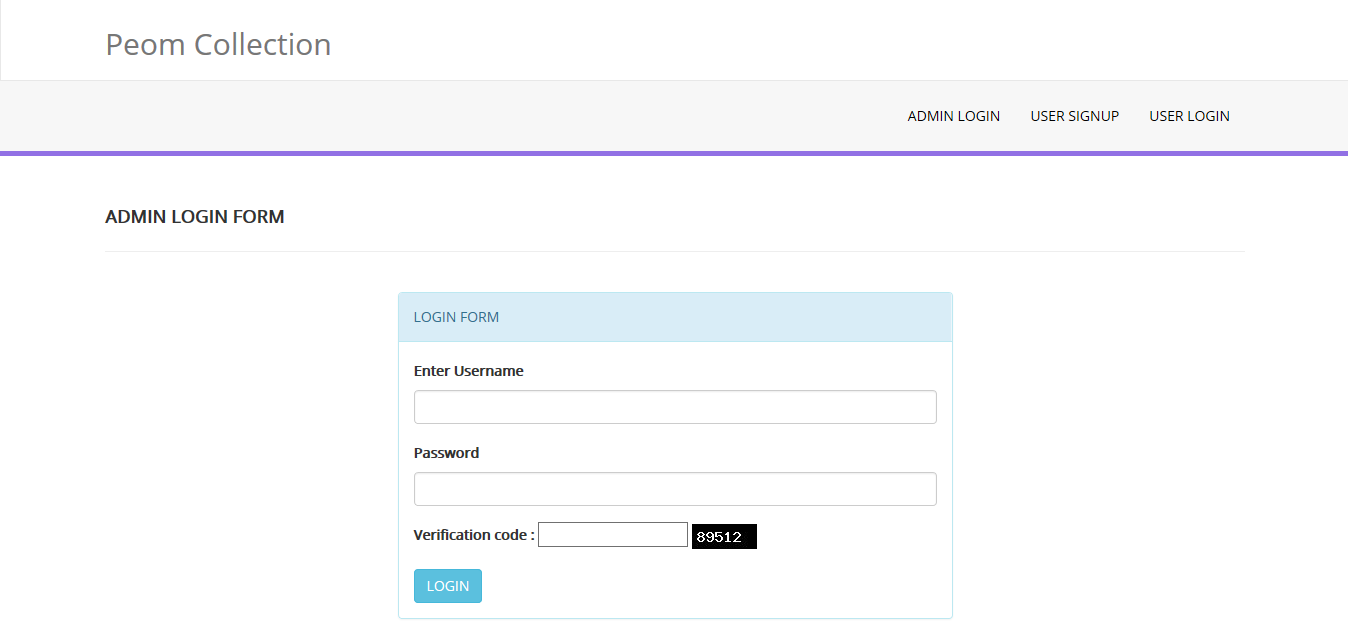 Peom Collection
ADMIN LOGIN USER SIGNUP USER LOGIN
ADMIN LOGIN FORM
LOGIN FORM
Enter Username
Password
Verification code : 89512
LOGIN